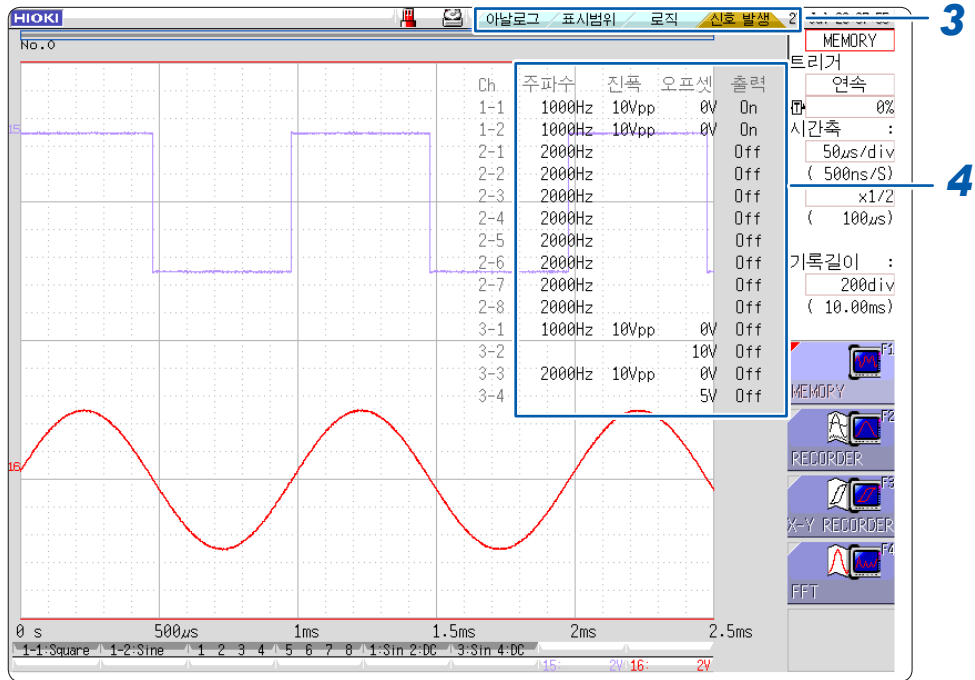 HIOKI
아날로그 표시범위 로직 신호 발생
3
No.0
MEMORY
트리거
연속
0%
시간축 :
50µs/div
( 500ns/S)
x1/2
( 100µs)
기록길이 :
200div
( 10.00ms)
Ch 주파수 진폭 오프셋 출력
1-1 1000Hz 10Vpp 0V On
1-2 1000Hz 10Vpp 0V On
2-1 2000Hz Off
2-2 2000Hz Off
2-3 2000Hz Off
2-4 2000Hz Off
2-5 2000Hz Off
2-6 2000Hz Off
2-7 2000Hz Off
2-8 2000Hz Off
3-1 1000Hz 10Vpp 0V Off
3-2 10V Off
3-3 2000Hz 10Vpp 0V Off
3-4 5V Off
4
15
16
F1
MEMORY
F2
RECORDER
F3
X-Y RECORDER
F4
FFT
0 s 500µs 1ms 1.5ms 2ms 2.5ms
1-1:Square 1-2:Sine 1 2 3 4 5 6 7 8 1:Sin 2:DC 3:Sin 4:DC
15: 2V 16: 2V